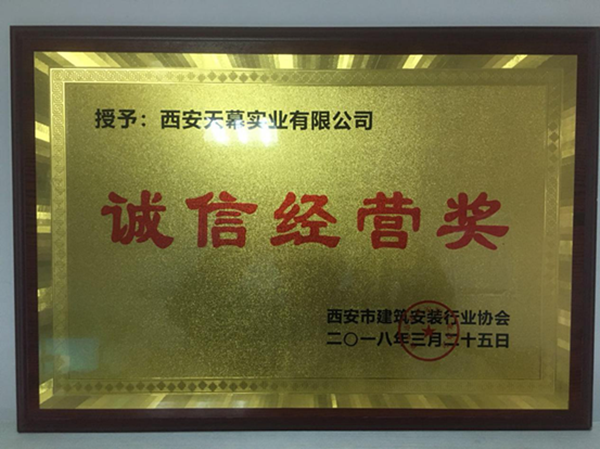 授予：西安天幕实业有限公司
诚信经营奖
西安市建筑安装行业协会
二〇一八年三月二十五日